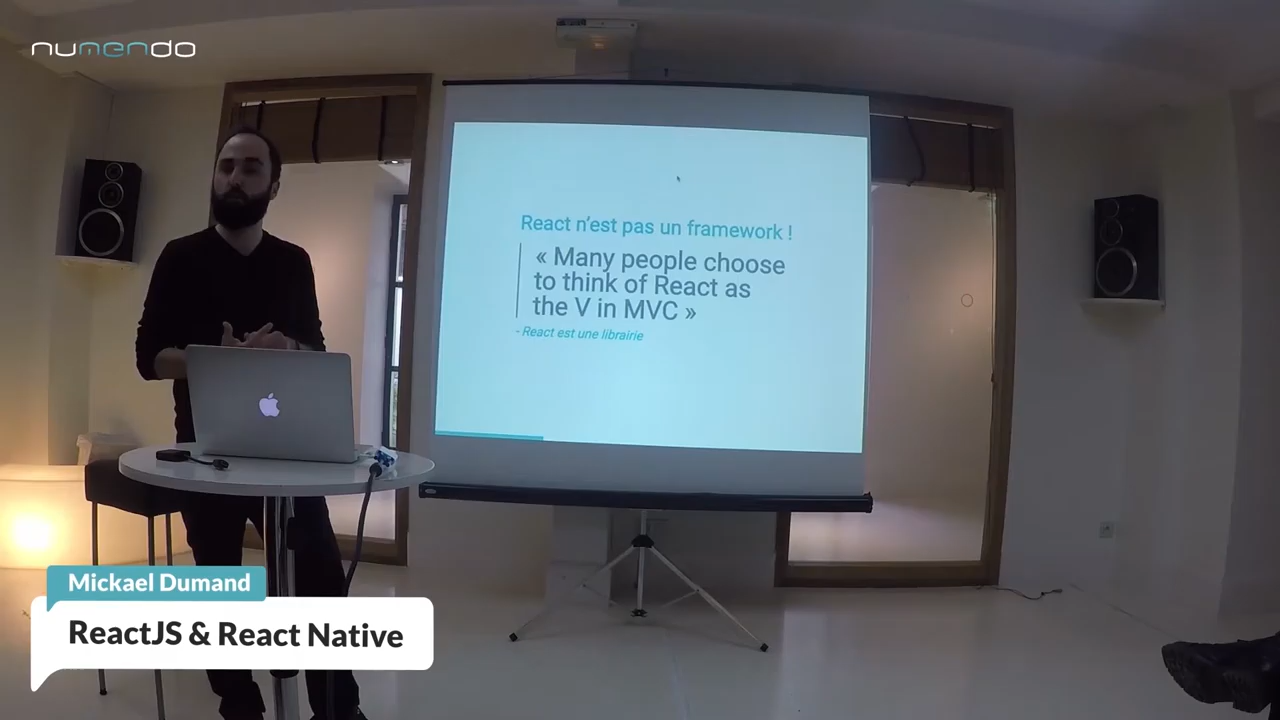 numendo
React n'est pas un framework !
« Many people choose
to think of React as
the V in MVC »
- React est une librairie
Mickael Dumand
ReactJS & React Native